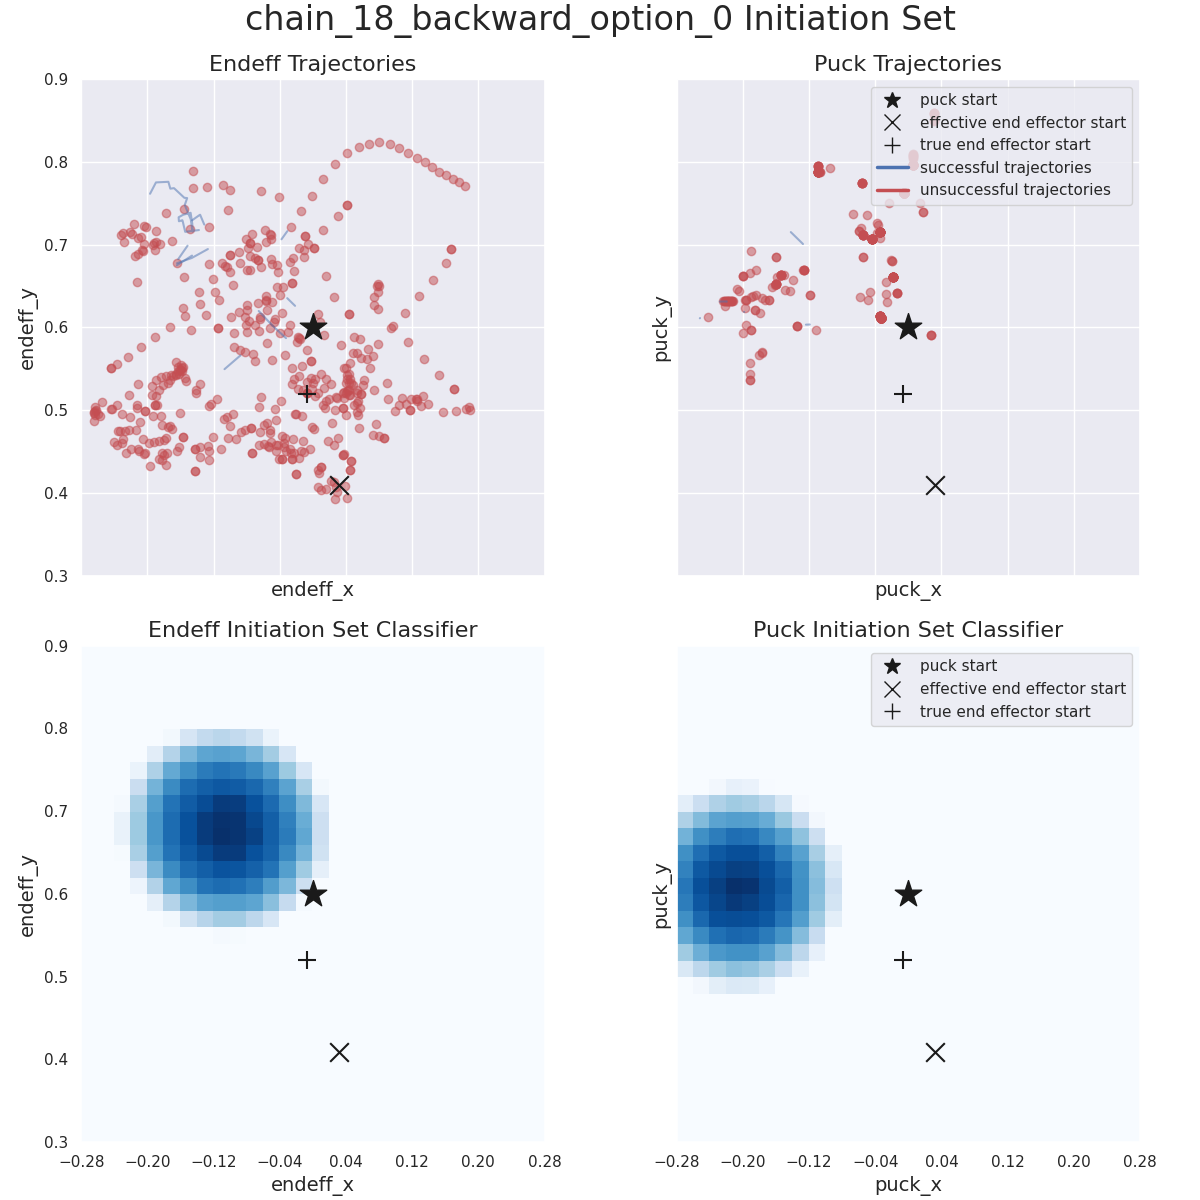 chain_18_backward_option_0 Initiation Set
Endeff Trajectories
Puck Trajectories
0.9
0.8
0.7
0.6
0.5
0.4
0.3
endeff_y
endeff_x
puck_y
puck_x
puck start
effective end effector start
true end effector start
successful trajectories
unsuccessful trajectories
Endeff Initiation Set Classifier
Puck Initiation Set Classifier
0.9
0.8
0.7
0.6
0.5
0.4
0.3
endeff_y
−0.28 −0.20 −0.12 −0.04 0.04 0.12 0.20 0.28
endeff_x
puck_y
puck start
effective end effector start
true end effector start
−0.28 −0.20 −0.12 −0.04 0.04 0.12 0.20 0.28
puck_x